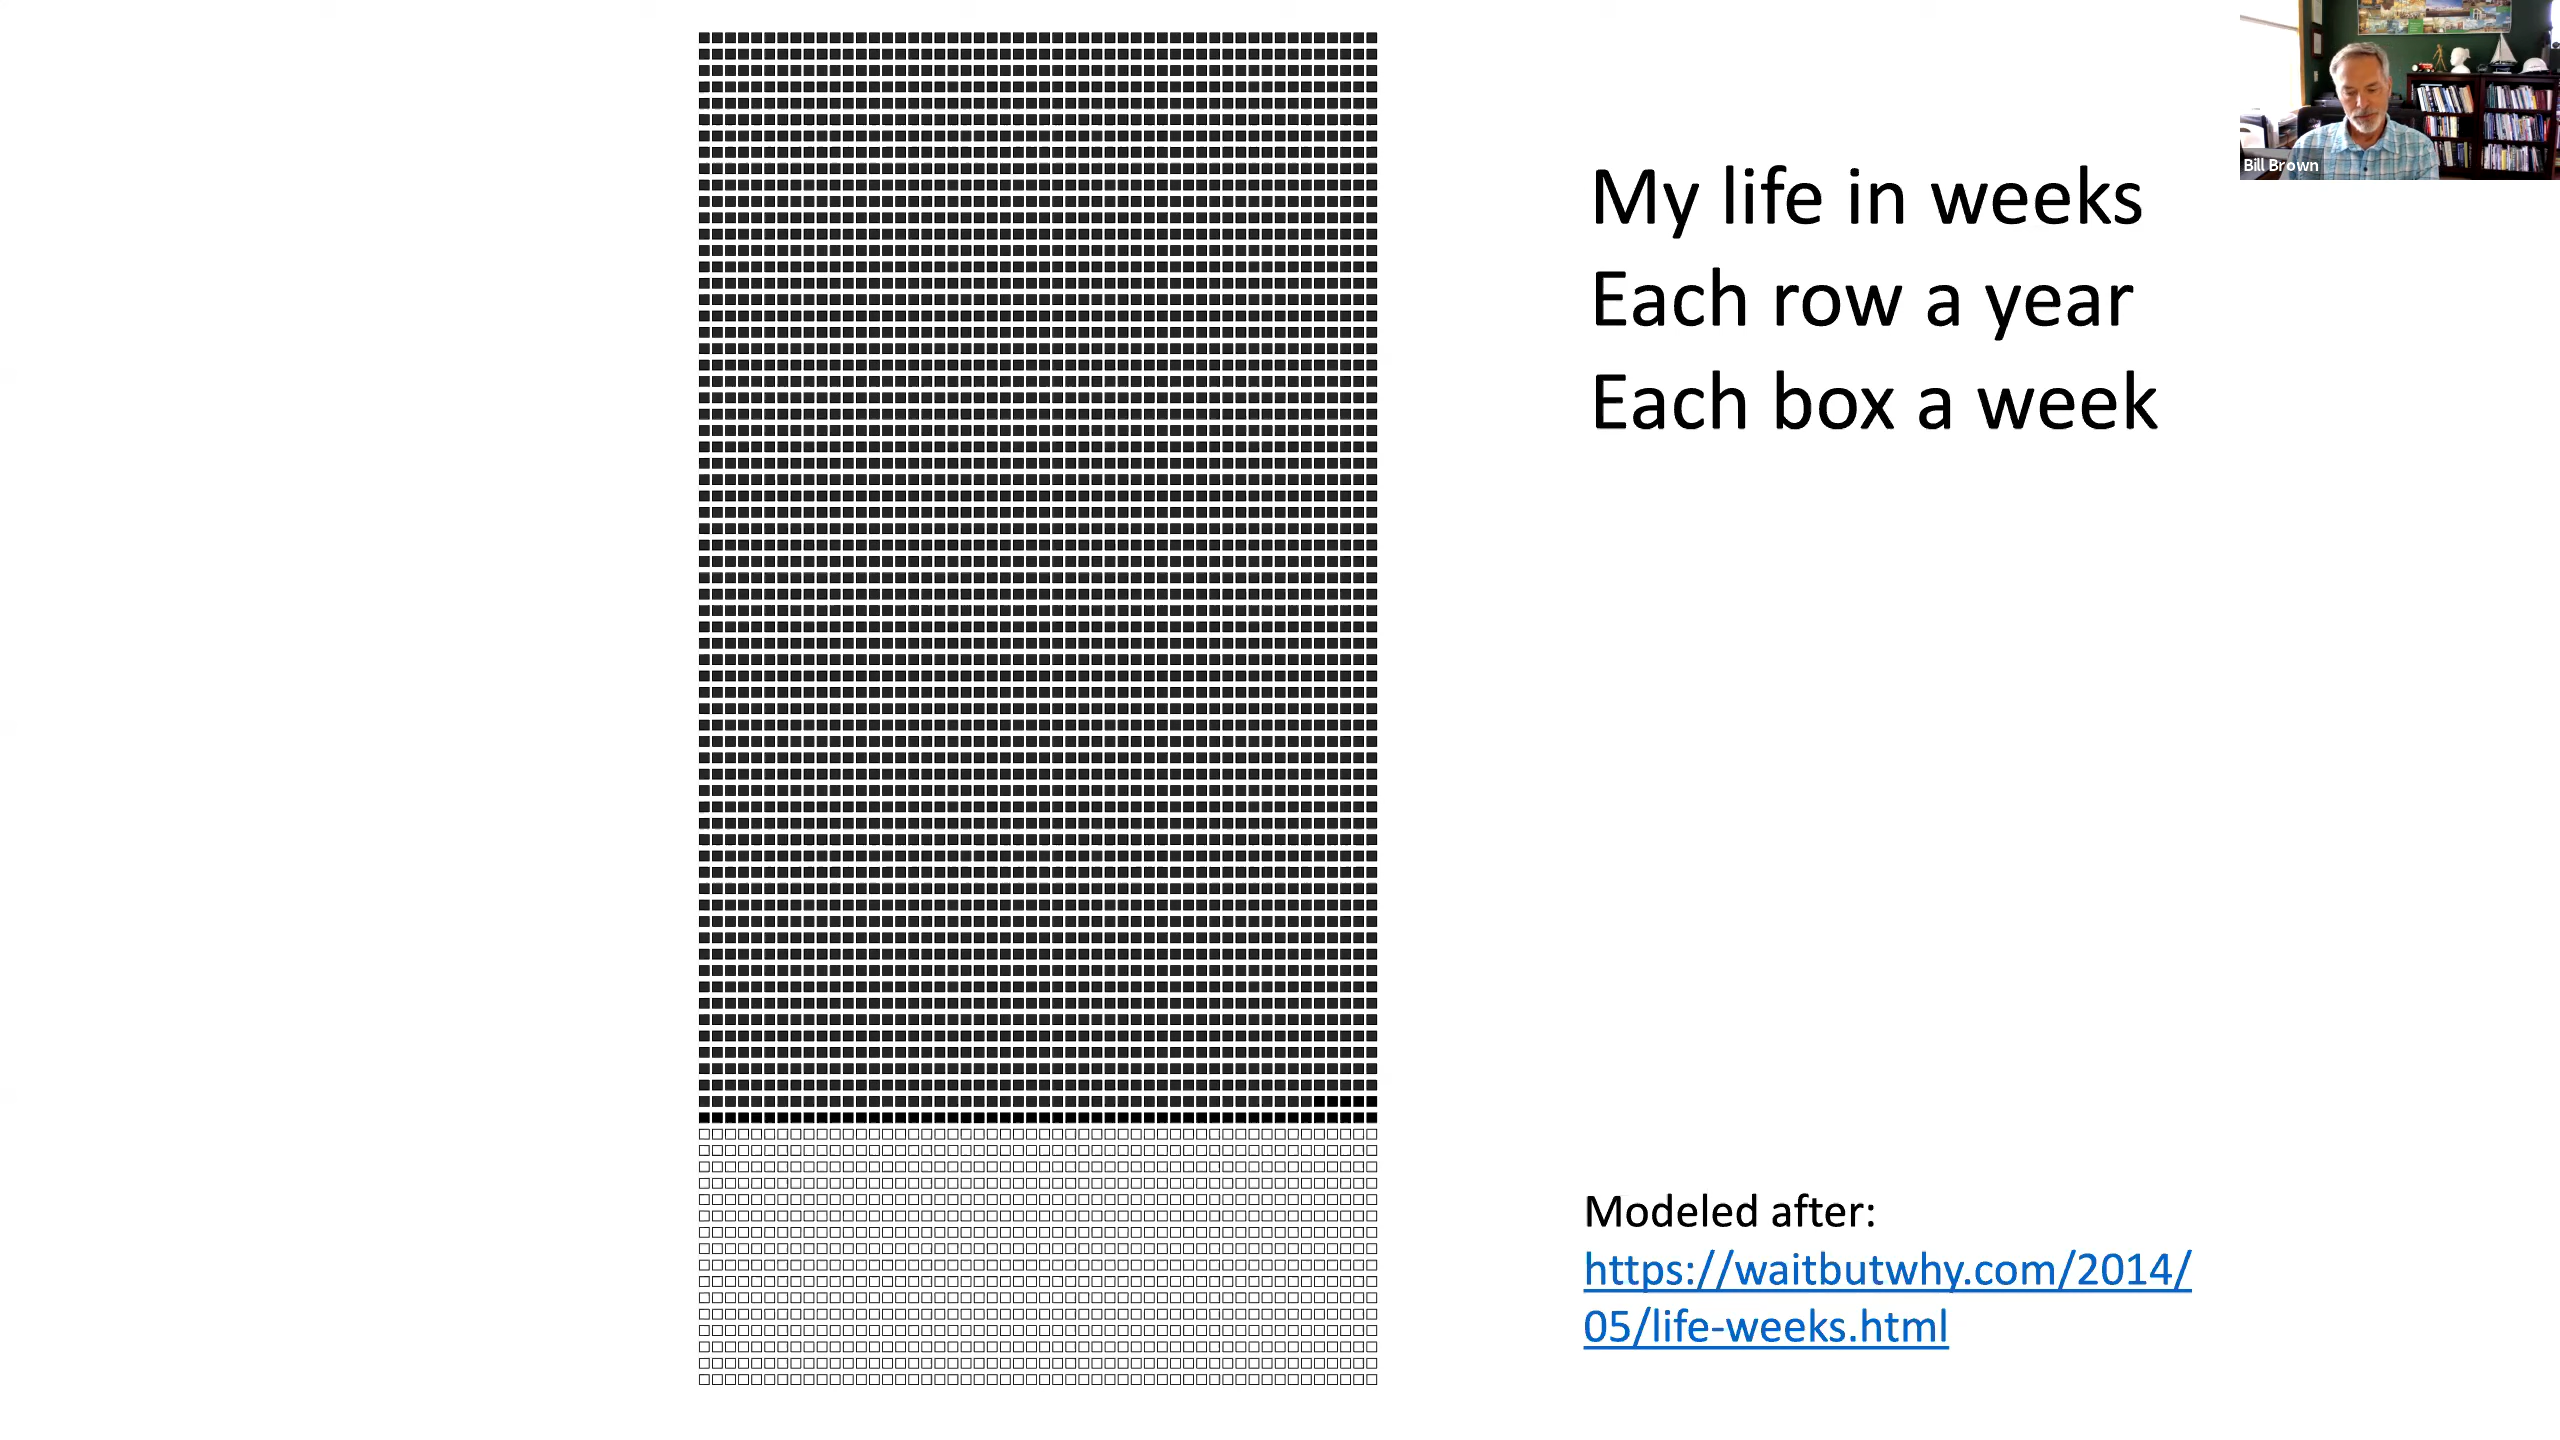 Bill Brown
My life in weeks
Each row a year
Each box a week
Modeled after:
https://waitbutwhy.com/2014/
05/life-weeks.html